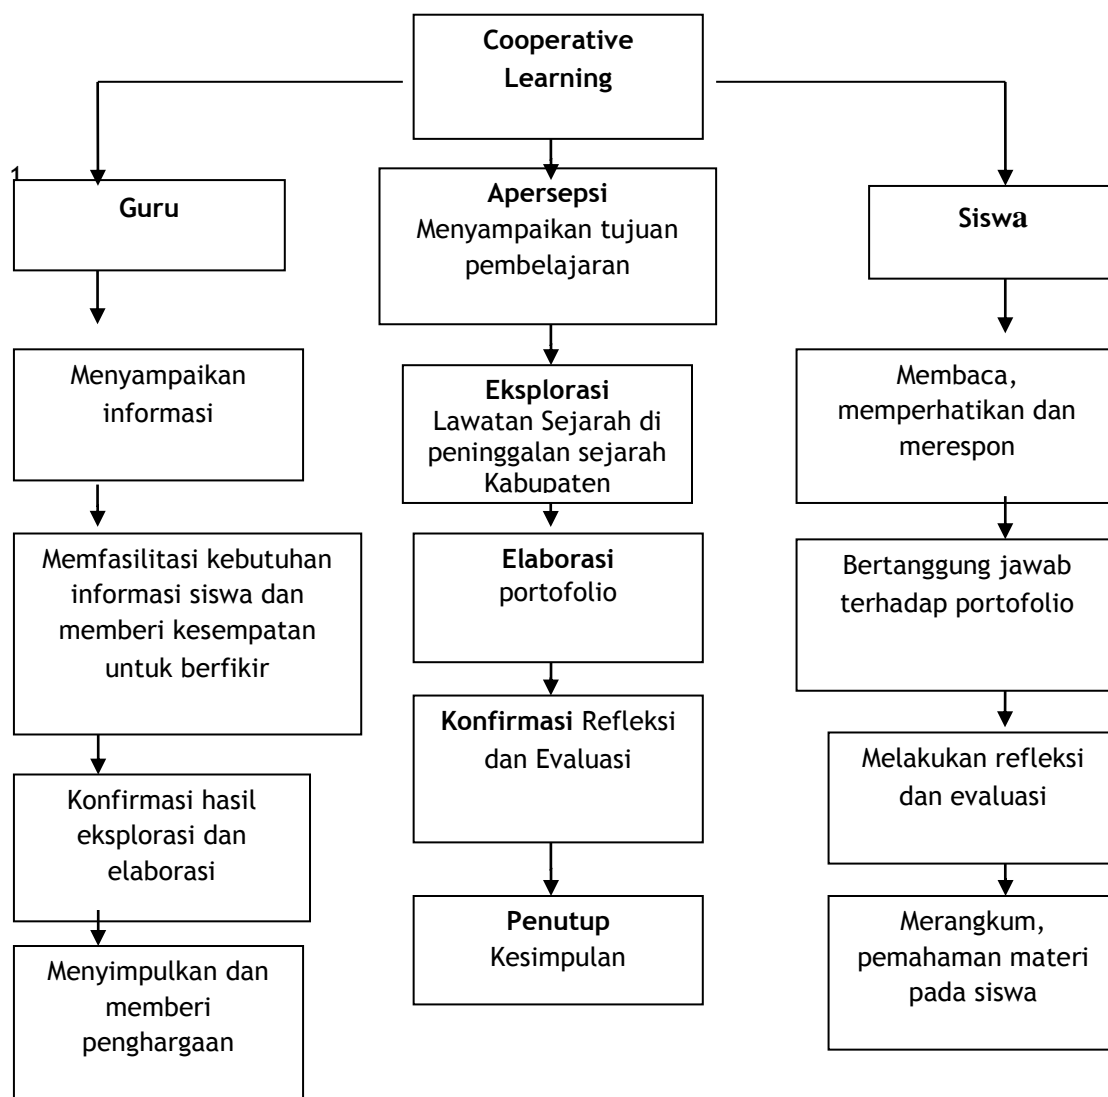 Cooperative
Learning
1
Guru
Menyampaikan
informasi
Memfasilitasi kebutuhan
informasi siswa dan
memberi kesempatan
untuk berfikir
Konfirmasi hasil
eksplorasi dan
elaborasi
Menyimpulkan dan
memberi
penghargaan
Apersepsi
Menyampaikan tujuan
pembelajaran
Eksplorasi
Lawatan Sejarah di
peninggalan sejarah
Kabupaten
Elaborasi
portofolio
Konfirmasi Refleksi
dan Evaluasi
Penutup
Kesimpulan
Siswa
Membaca,
memperhatikan dan
merespon
Bertanggung jawab
terhadap portofolio
Melakukan refleksi
dan evaluasi
Merangkum,
pemahaman materi
pada siswa